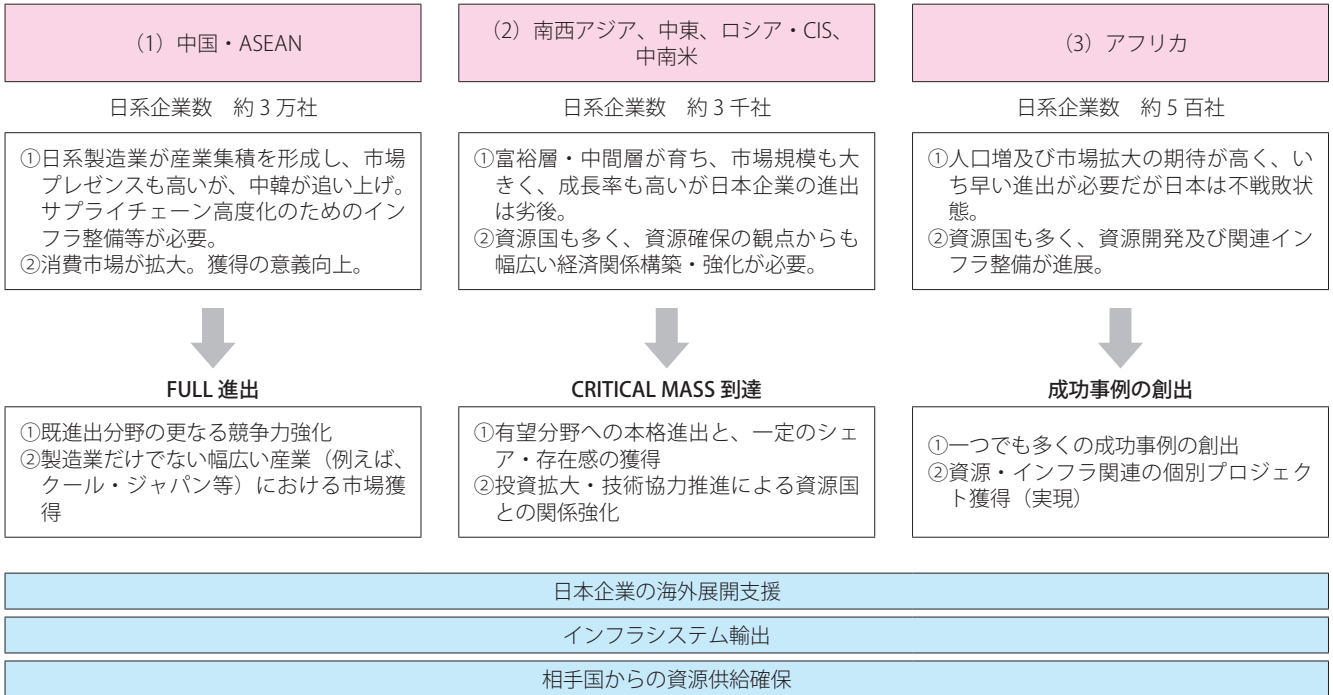 （1）中国・ASEAN
日系企業数　約３万社
①日系製造業が産業集積を形成し、市場
プレゼンスも高いが、中韓が追い上げ。
サプライチェーン高度化のためのイン
フラ整備等が必要。
②消費市場が拡大。獲得の意義向上。
FULL 進出
①既進出分野の更なる競争力強化
②製造業だけでない幅広い産業（例えば、
クール・ジャパン等）における市場獲
得
（2）南西アジア、中東、ロシア・CIS、
中南米
日系企業数　約３千社
①富裕層・中間層が育ち、市場規模も大
きく、成長率も高いが日本企業の進出
は劣後。
②資源国も多く、資源確保の観点からも
幅広い経済関係構築・強化が必要。
CRITICAL MASS 到達
①有望分野への本格進出と、一定のシェ
ア・存在感の獲得
②投資拡大・技術協力推進による資源国
との関係強化
（3）アフリカ
日系企業数　約５百社
①人口増及び市場拡大の期待が高く、い
ち早い進出が必要だが日本は不戦敗状
態。
②資源国も多く、資源開発及び関連イン
フラ整備が進展。
成功事例の創出
①一つでも多くの成功事例の創出
②資源・インフラ関連の個別プロジェク
ト獲得（実現）
日本企業の海外展開支援
インフラシステム輸出
相手国からの資源供給確保